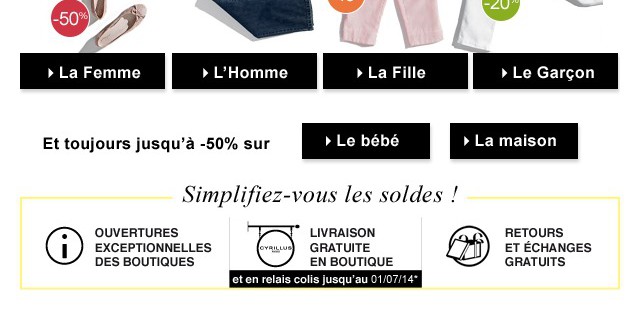 -50%
-20%
La Femme
L'Homme
La Fille
Le Garçon
Et toujours jusqu'à -50% sur
Le bébé
La maison
Simplifiez-vous les soldes !
OUVERTURES
EXCEPTIONNELLES
DES BOUTIQUES
CYRILLUS
LIVRAISON
GRATUITE
EN BOUTIQUE
et en relais colis jusqu'au 01/07/14*
RETOURS
ET ÉCHANGES
GRATUITS